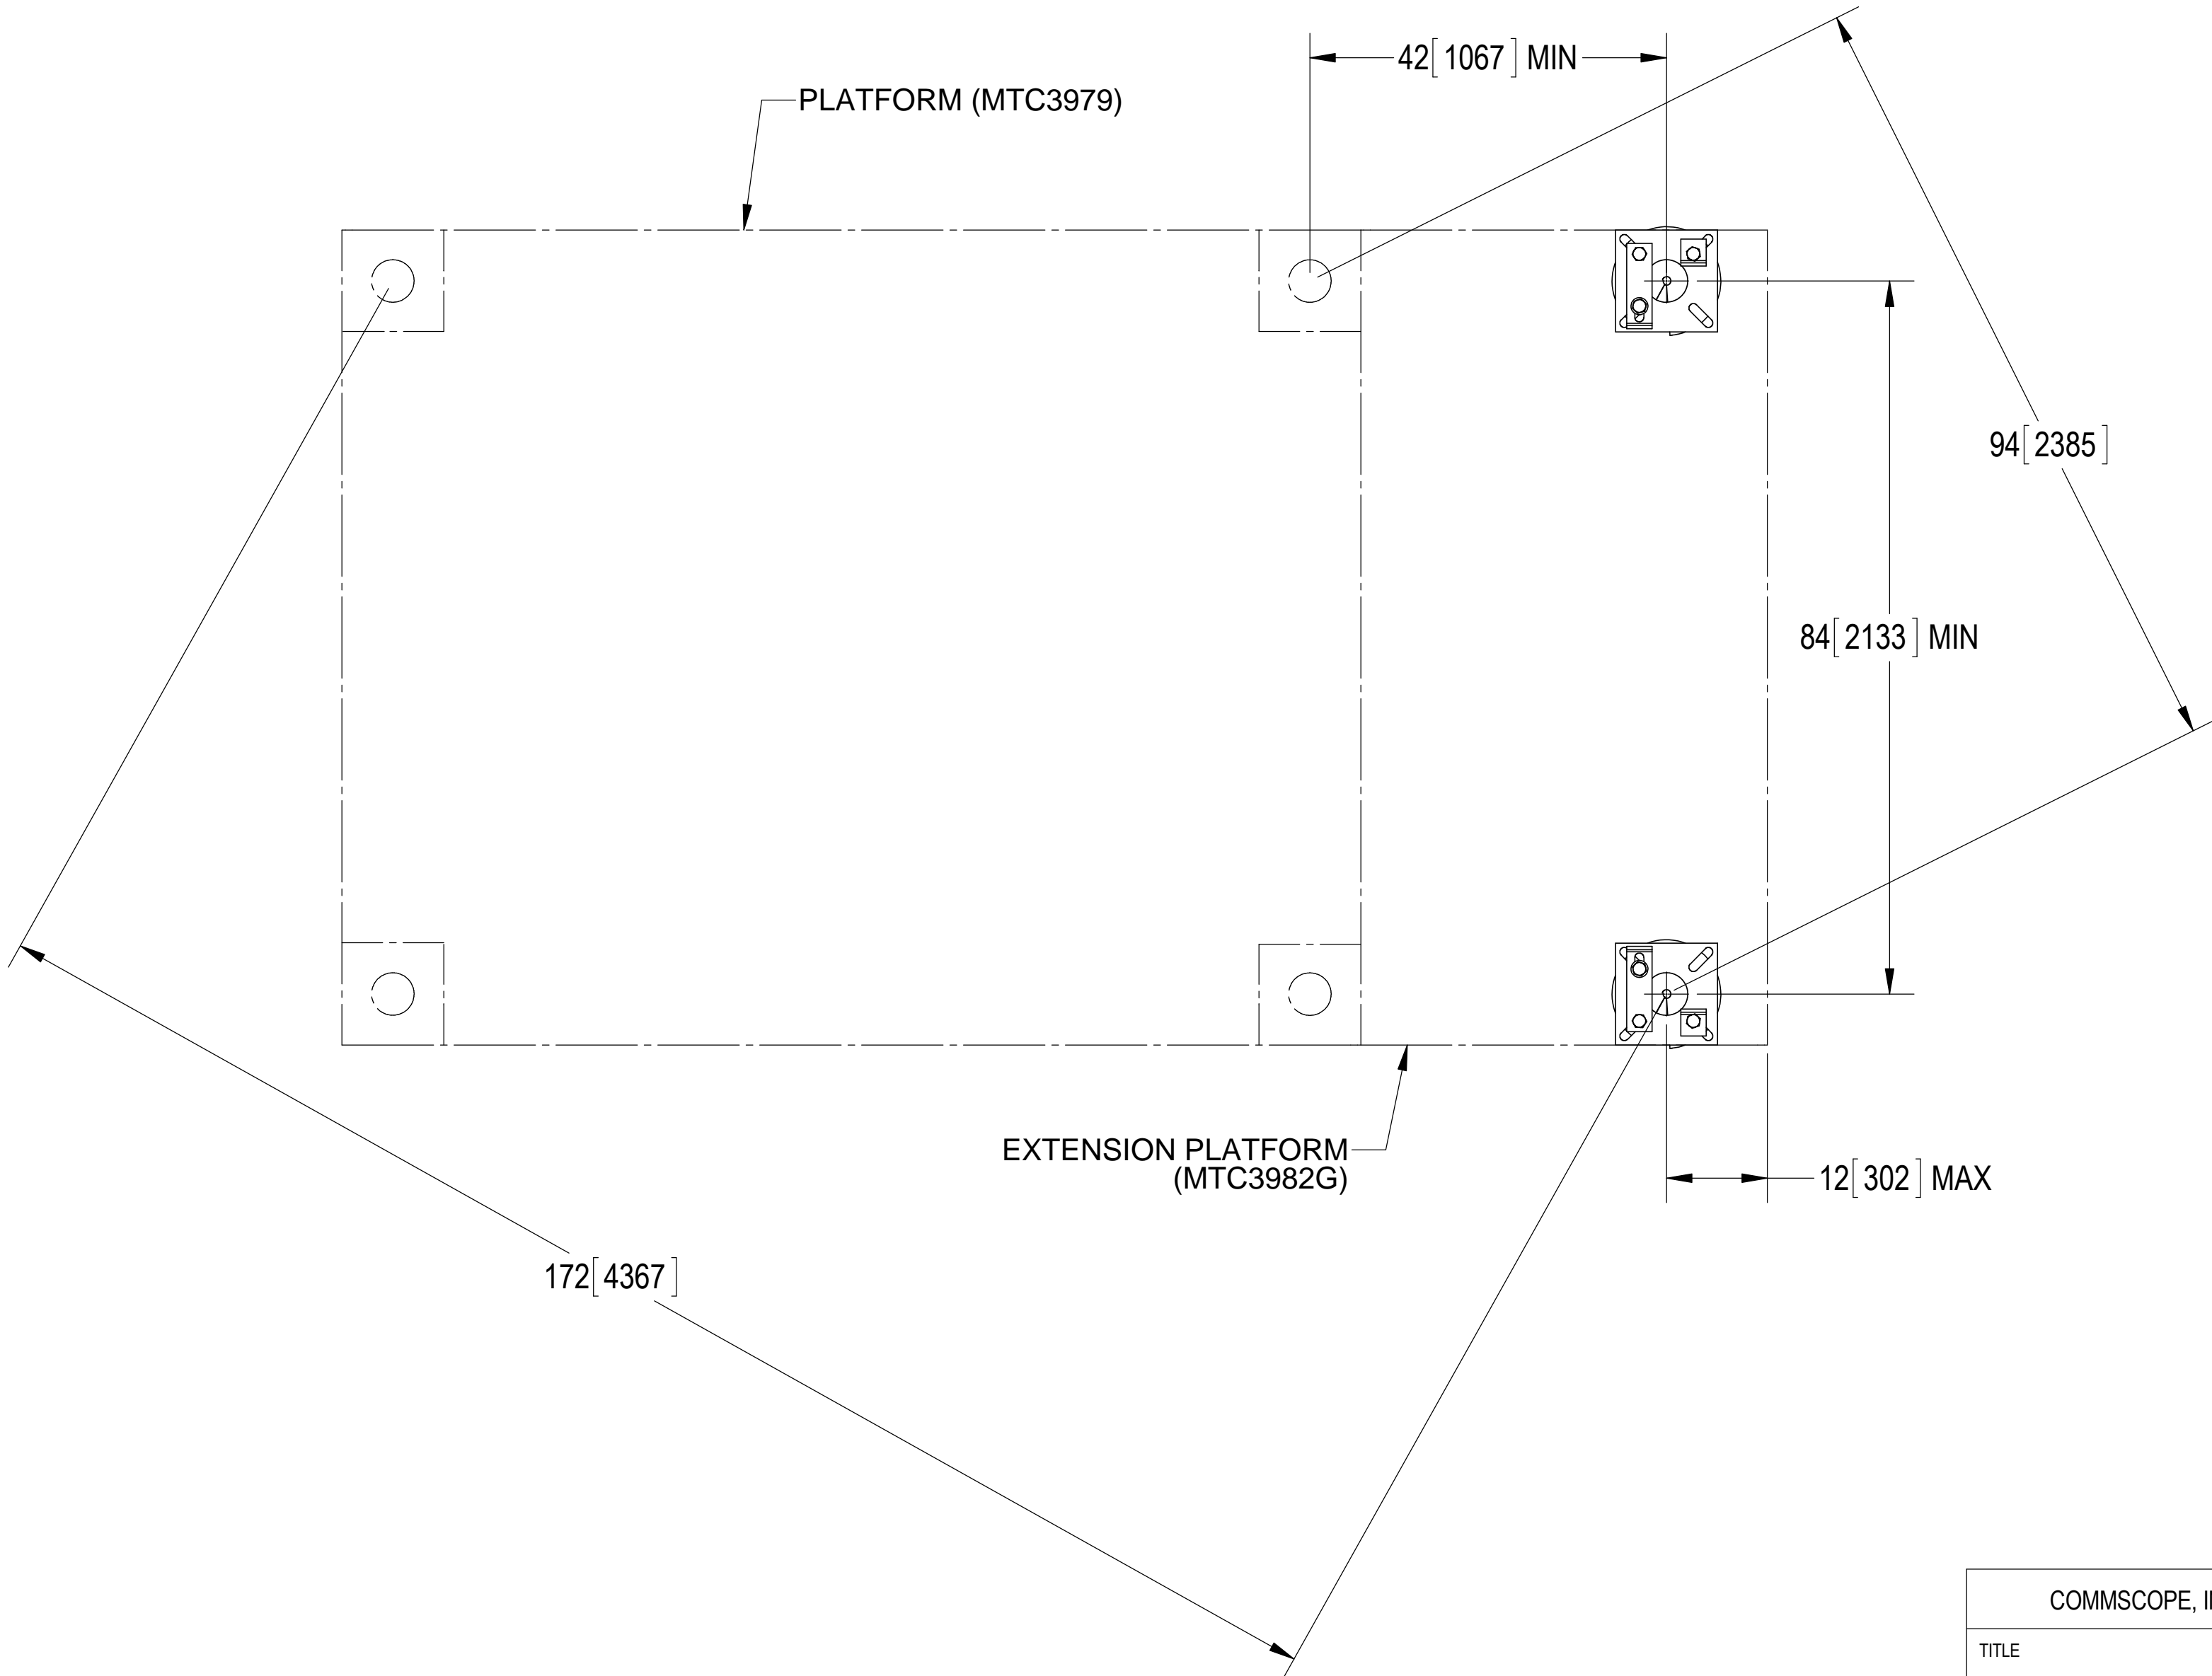 42[1067] MIN
PLATFORM (MTC3979)
94[2385]
84[2133] MIN
EXTENSION PLATFORM
(MTC3982G)
12[302] MAX
172[4367]
COMMSCOPE,
TITLE